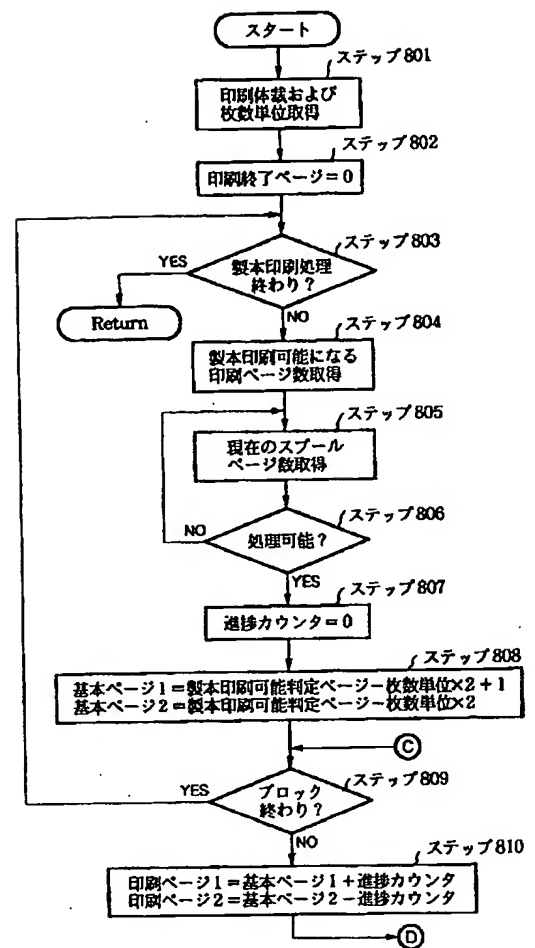 スタート
ステップ801
印刷体裁および
枚数単位取得
ステップ802
印刷終了ページ=0
ステップ803
YES
製本印刷処理
終わり?
Return
NO
ステップ804
製本印刷可能になる
印刷ページ数取得
ステップ805
現在のスプール
ページ数取得
ステップ806
NO
処理可能?
YES
ステップ807
進捗カウンタ=0
ステップ808
基本ページ1=製本印刷可能判定ページ-枚数単位×2+1
基本ページ2=製本印刷可能判定ページ-枚数単位×2
C
ステップ809
YES
ブロック
終わり?
NO
ステップ810
印刷ページ1=基本ページ1+進捗カウンタ
印刷ページ2=基本ページ2-進捗カウンタ
D